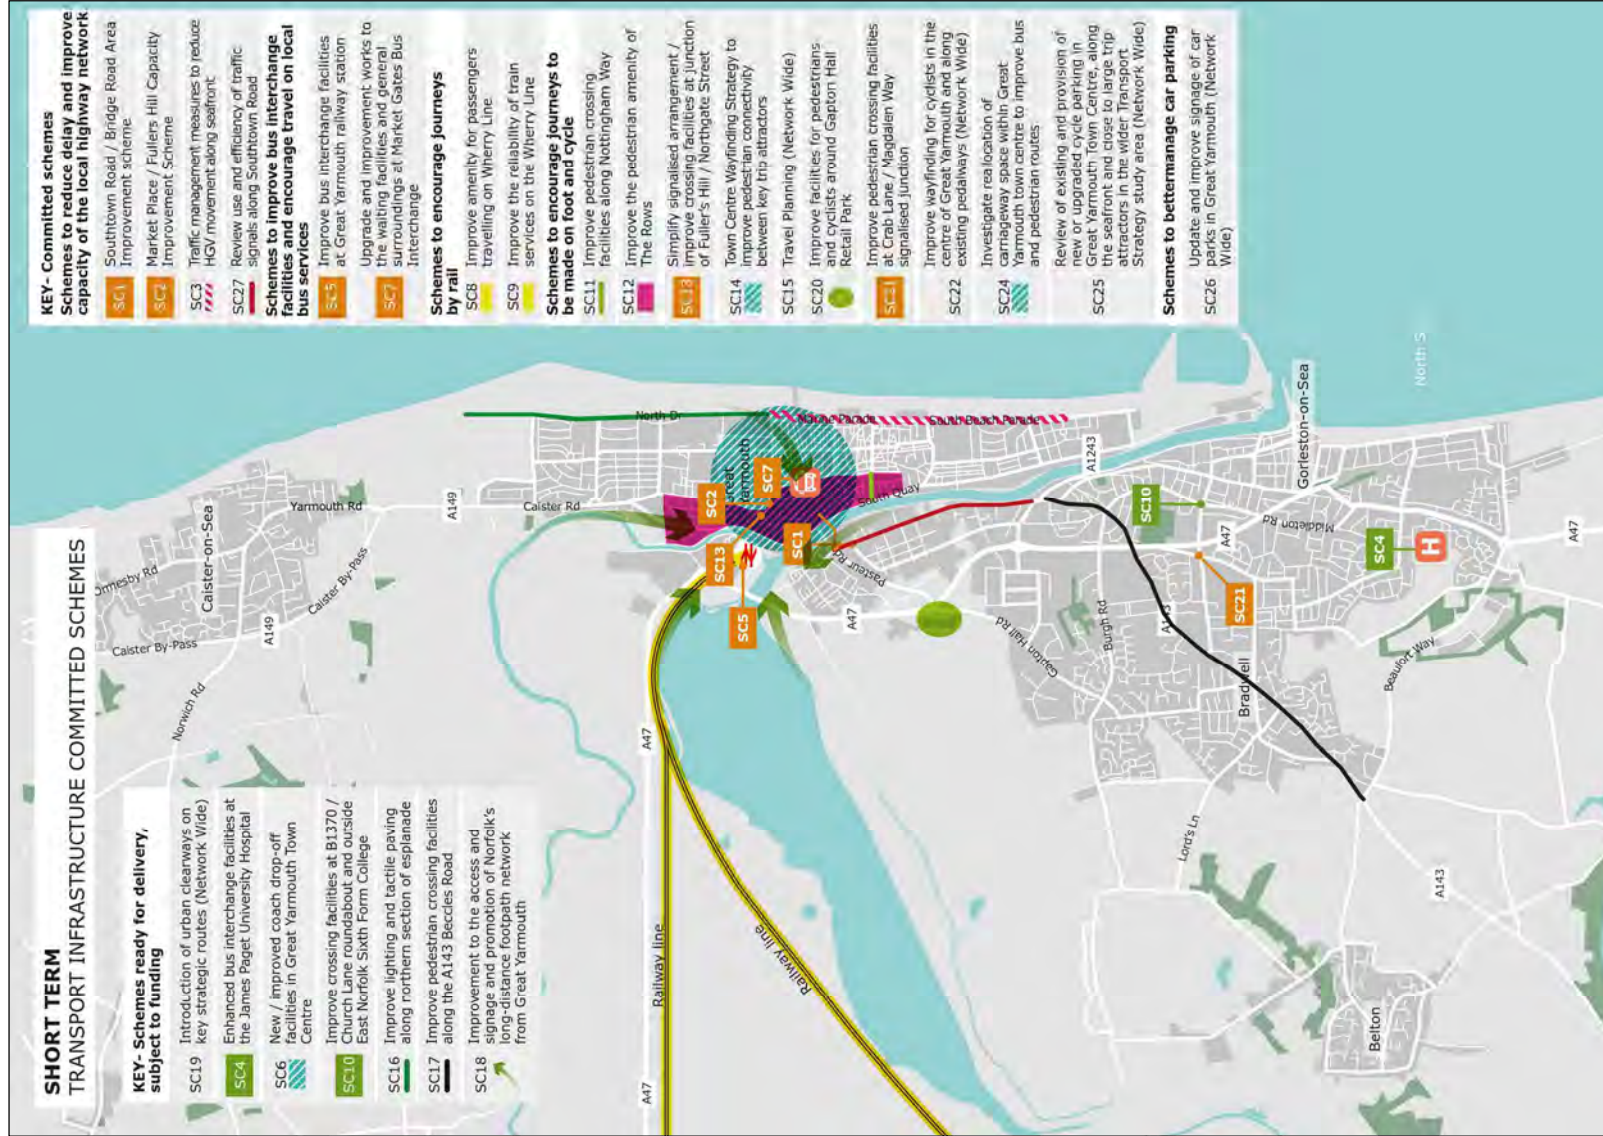 SHORT TERM
TRANSPORT INFRASTRUCTURE COMMITTED SCHEMES
KEY- Schemes ready for delivery,
subject to funding
SC19 Introduction of urban clearways on
key strategic routes (Network Wide)
SC4 Enhanced bus interchange facilities at
the James Paget University Hospital
SC6 New / improved coach drop-off
facilities in Great Yarmouth Town
Centre
SC10 Improve crossing facilities at B1370 /
Church Lane roundabout and outside
East Norfolk Sixth Form College
SC16 Improve lighting and tactile paving
along northern section of esplanade
SC17 Improve pedestrian crossing facilities
along the A143 Beccles Road
SC18 Improvement to the access and
signage and promotion of Norfolk's
long-distance footpath network
from Great Yarmouth
KEY- Committed schemes
Schemes to reduce delay and improve
capacity of the local highway network.
SC1 Southtown Road / Bridge Road Area
Improvement scheme
SC2 Market Place / Fullers Hill Capacity
Improvement Scheme
SC3 Traffic management measures to reduce
HGV movement along seafront
SC27 Review use and efficiency of traffic
signals along Southtown Road
Schemes to improve bus interchange
facilities and encourage travel on local
bus services
SC5 Improve bus interchange facilities
at Great Yarmouth railway station
SC7 Upgrade and improvement works to
the waiting facilities and general
surroundings at Market Gates Bus
Interchange
Schemes to encourage journeys
by rail
SC8 Improve amenity for passengers
travelling on Wherry Line
SC9 Improve the reliability of train
services on the Wherry Line
Schemes to encourage journeys to
be made on foot and cycle
SC11 Improve pedestrian crossing
facilities along Nottingham Way
SC12 Improve the pedestrian amenity of
The Rows
SC13 Simplify signalised arrangement /
improve crossing facilities at junction
of Fuller's Hill / Northgate Street
SC14 Town Centre Wayfinding Strategy to
improve pedestrian connectivity
between key trip attractors
SC15 Travel Planning (Network Wide)
SC20 Improve facilities for pedestrians
and cyclists around Gapton Hall
Retail Park
SC21 Improve pedestrian crossing facilities
at Crab Lane / Magdalen Way
signalised junction
SC22 Improve wayfinding for cyclists in the
centre of Great Yarmouth and along
existing pedalways (Network Wide)
SC24 Investigate reallocation of
carriageway space within Great
Yarmouth town centre to improve bus
and pedestrian routes
SC25 Review of existing and provision of
new or upgraded cycle parking in
Great Yarmouth Town Centre, along
the seafront and close to large trip
attractors in the wider Transport
Strategy study area (Network Wide)
Schemes to bettermanage car parking
SC26 Update and improve signage of car
parks in Great Yarmouth (Network
Wide)
Ormesby Rd
Caister-on-Sea
Yarmouth Rd
Caister By-Pass
Caister By-Pass
A149
A149
Norwich Rd
Caister Rd
North Dr
Great
Yarmouth
Marine Parade
South Beach Parade
South Quay
SC2
SC7
SC13
SC1
SC5
Pasteur Rd
A47
A47
A47
Railway line
Railway line
Gapton Hall Rd
Burgh Rd
A143
Bradwell
A1243
SC10
A47
SC21
Middleton Rd
SC4
H
Gorleston-on-Sea
A47
Beaufort Way
Lord's Ln
A143
Belton
North S